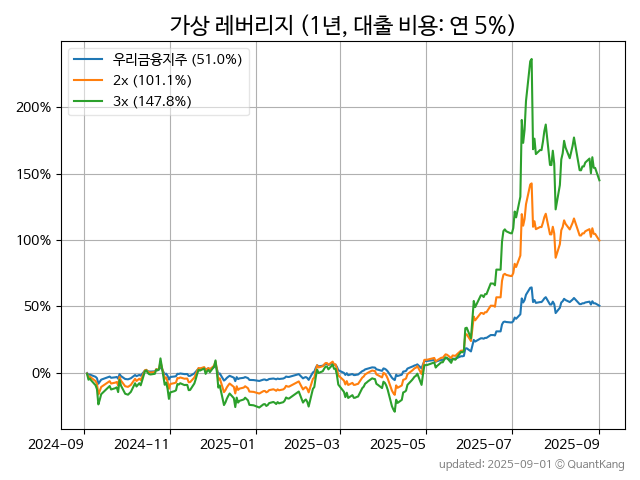 가상 레버리지 (1년, 대출 비용: 연 5%)
우리금융지주 (51.0%)
2x (101.1%)
3x (147.8%)
200%
150%
100%
50%
0%
2024-09
2024-11
2025-01
2025-03
2025-05
2025-07
2025-09
updated: 2025-09-01 © QuantKang